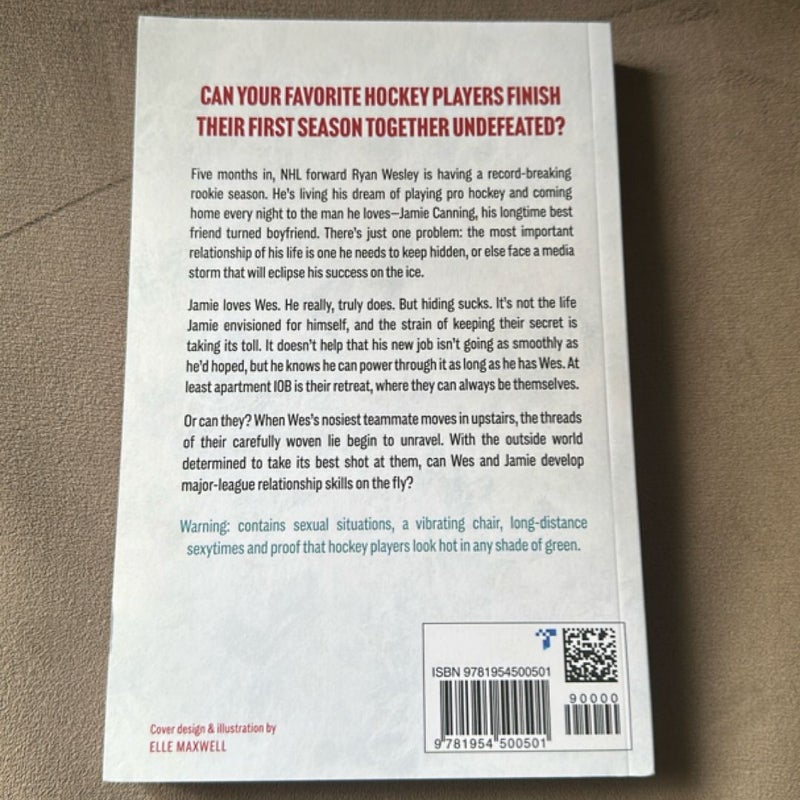 CAN YOUR FAVORITE HOCKEY PLAYERS FINISH
THEIR FIRST SEASON TOGETHER UNDEFEATED?
Five months in, NHL forward Ryan Wesley is having a record-breaking
rookie season. He's living his dream of playing pro hockey and coming
home every night to the man he loves—Jamie Canning, his longtime best
friend turned boyfriend. There's just one problem: the most important
relationship of his life is one he needs to keep hidden, or else face a media
storm that will eclipse his success on the ice.
Jamie loves Wes. He really, truly does. But hiding sucks. It's not the life
Jamie envisioned for himself, and the strain of keeping their secret is
taking its toll. It doesn't help that his new job isn't going as smoothly as
he'd hoped, but he knows he can power through it as long as he has Wes. At
least apartment 10B is their retreat, where they can always be themselves.
Or can they? When Wes's nosiest teammate moves in upstairs, the threads
of their carefully woven lie begin to unravel. With the outside world
determined to take its best shot at them, can Wes and Jamie develop
major-league relationship skills on the fly?
Warning: contains sexual situations, a vibrating chair, long-distance
sexytimes and proof that hockey players look hot in any shade of green.
ISBN 9781954500501
90000
9 781954 500501
Cover design & illustration by
ELLE MAXWELL